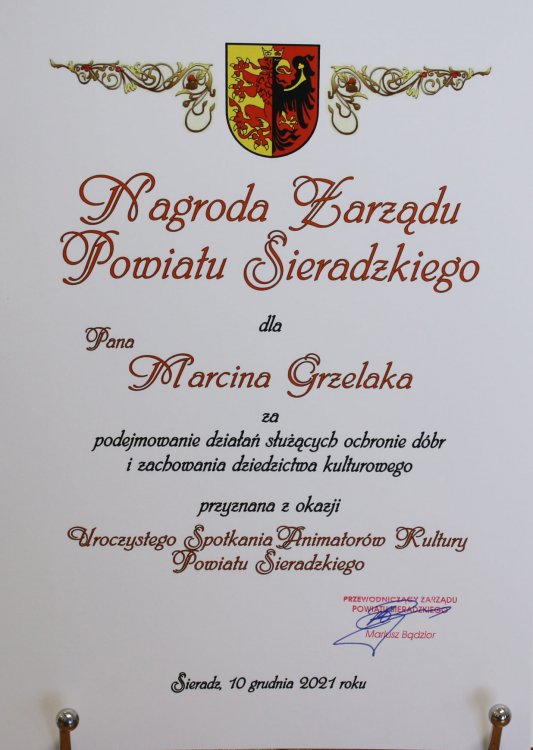 Nagroda Zarządu
Powiatu Sieradzkiego
dla
Pana
Marcina Grzelaka
za
podejmowanie działań służących ochronie dóbr
i zachowania dziedzictwa kulturowego
przyznana z okazji
Uroczystego Spotkania Animatorów Kultury
Powiatu Sieradzkiego
PRZEWODNICZĄCY ZARZĄDU
POWIATU SIERADZKIEGO
Mariusz Bądzior
Sieradz, 10 grudnia 2021 roku